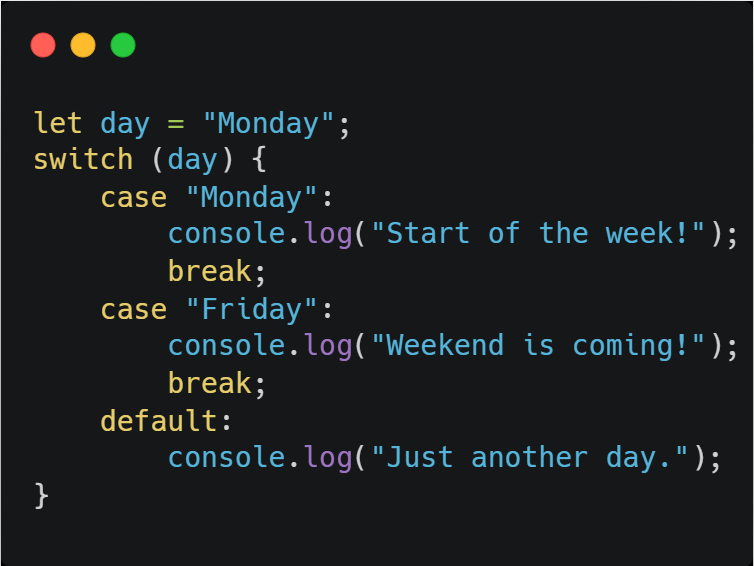 let day = "Monday";
switch (day) {
    case "Monday":
        console.log("Start of the week!");
        break;
    case "Friday":
        console.log("Weekend is coming!");
        break;
    default:
        console.log("Just another day.");
}